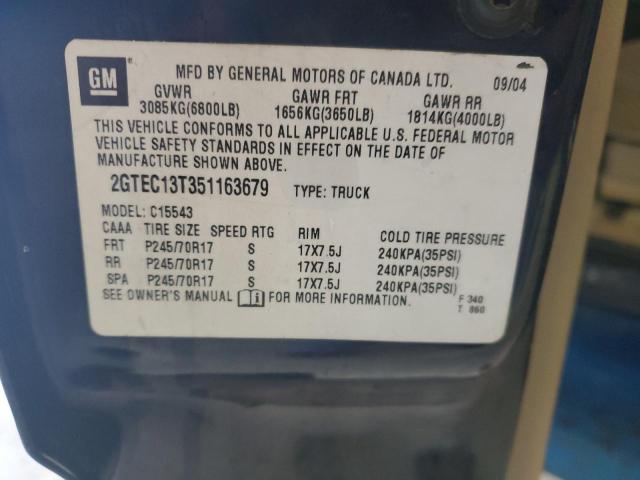 GM
MFD BY GENERAL MOTORS OF CANADA LTD. 09/04
GVWR GAWR FRT GAWR RR
3085KG(6800LB) 1656KG(3650LB) 1814KG(4000LB)
THIS VEHICLE CONFORMS TO ALL APPLICABLE U.S. FEDERAL MOTOR
VEHICLE SAFETY STANDARDS IN EFFECT ON THE DATE OF
MANUFACTURE SHOWN ABOVE.
2GTEC13T351163679 TYPE: TRUCK
MODEL: C15543
CAAA TIRE SIZE SPEED RTG RIM COLD TIRE PRESSURE
FRT P245/70R17 S 17X7.5J 240KPA(35PSI)
RR P245/70R17 S 17X7.5J 240KPA(35PSI)
SPA P245/70R17 S 17X7.5J 240KPA(35PSI)
SEE OWNER'S MANUAL FOR MORE INFORMATION.
F 340
T 860